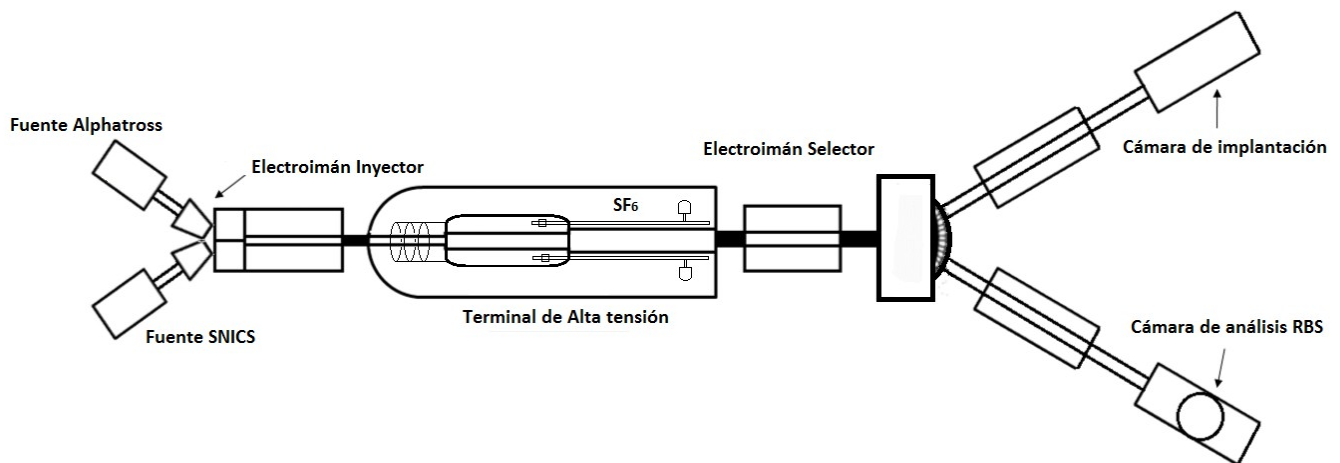 Fuente Alphatross
Electroimán Inyector
Fuente SNICS
SF6
Terminal de Alta tensión
Electroimán Selector
Cámara de implantación
Cámara de análisis RBS